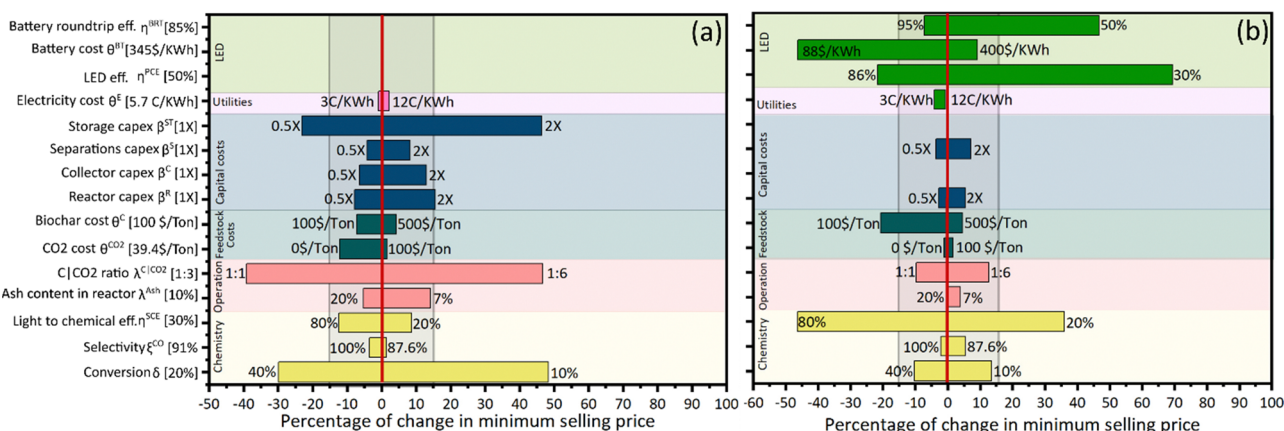 Battery roundtrip eff. η^BRT [85%]
Battery cost θ^BT [345$/KWh]
LED eff. η^PCE [50%]
Electricity cost θ^E [5.7 C/KWh]
Storage capex β^ST [1X]
Separations capex β^S [1X]
Collector capex β^C [1X]
Reactor capex β^R [1X]
Biochar cost θ^C [100 $/Ton]
CO2 cost θ^CO2 [39.4$/Ton]
C|CO2 ratio λ^C|CO2 [1:3]
Ash content in reactor λ^Ash [10%]
Light to chemical eff. η^SCE [30%]
Selectivity ξ^CO [91%
Conversion δ [20%]
(a)
LED
Utilities
Capital costs
Feedstock
Costs
Operation
Chemistry
3C/KWh 12C/KWh
0.5X 2X
0.5X 2X
0.5X 2X
0.5X 2X
100$/Ton 500$/Ton
0$/Ton 100$/Ton
1:1 1:6
20% 7%
80% 20%
100% 87.6%
40% 10%
-50 -40 -30 -20 -10 0 10 20 30 40 50 60 70 80 90 100
Percentage of change in minimum selling price
(b)
LED
Utilities
Capital costs
Feedstock
Operation
Chemistry
95% 50%
88$/KWh 400$/KWh
86% 30%
3C/KWh 12C/KWh
0.5X 2X
0.5X 2X
100$/Ton 500$/Ton
0 $/Ton 100 $/Ton
1:1 1:6
20% 7%
80% 20%
100% 87.6%
40% 10%
-60 -50 -40 -30 -20 -10 0 10 20 30 40 50 60 70 80 90 100
Percentage of change in minimum selling price